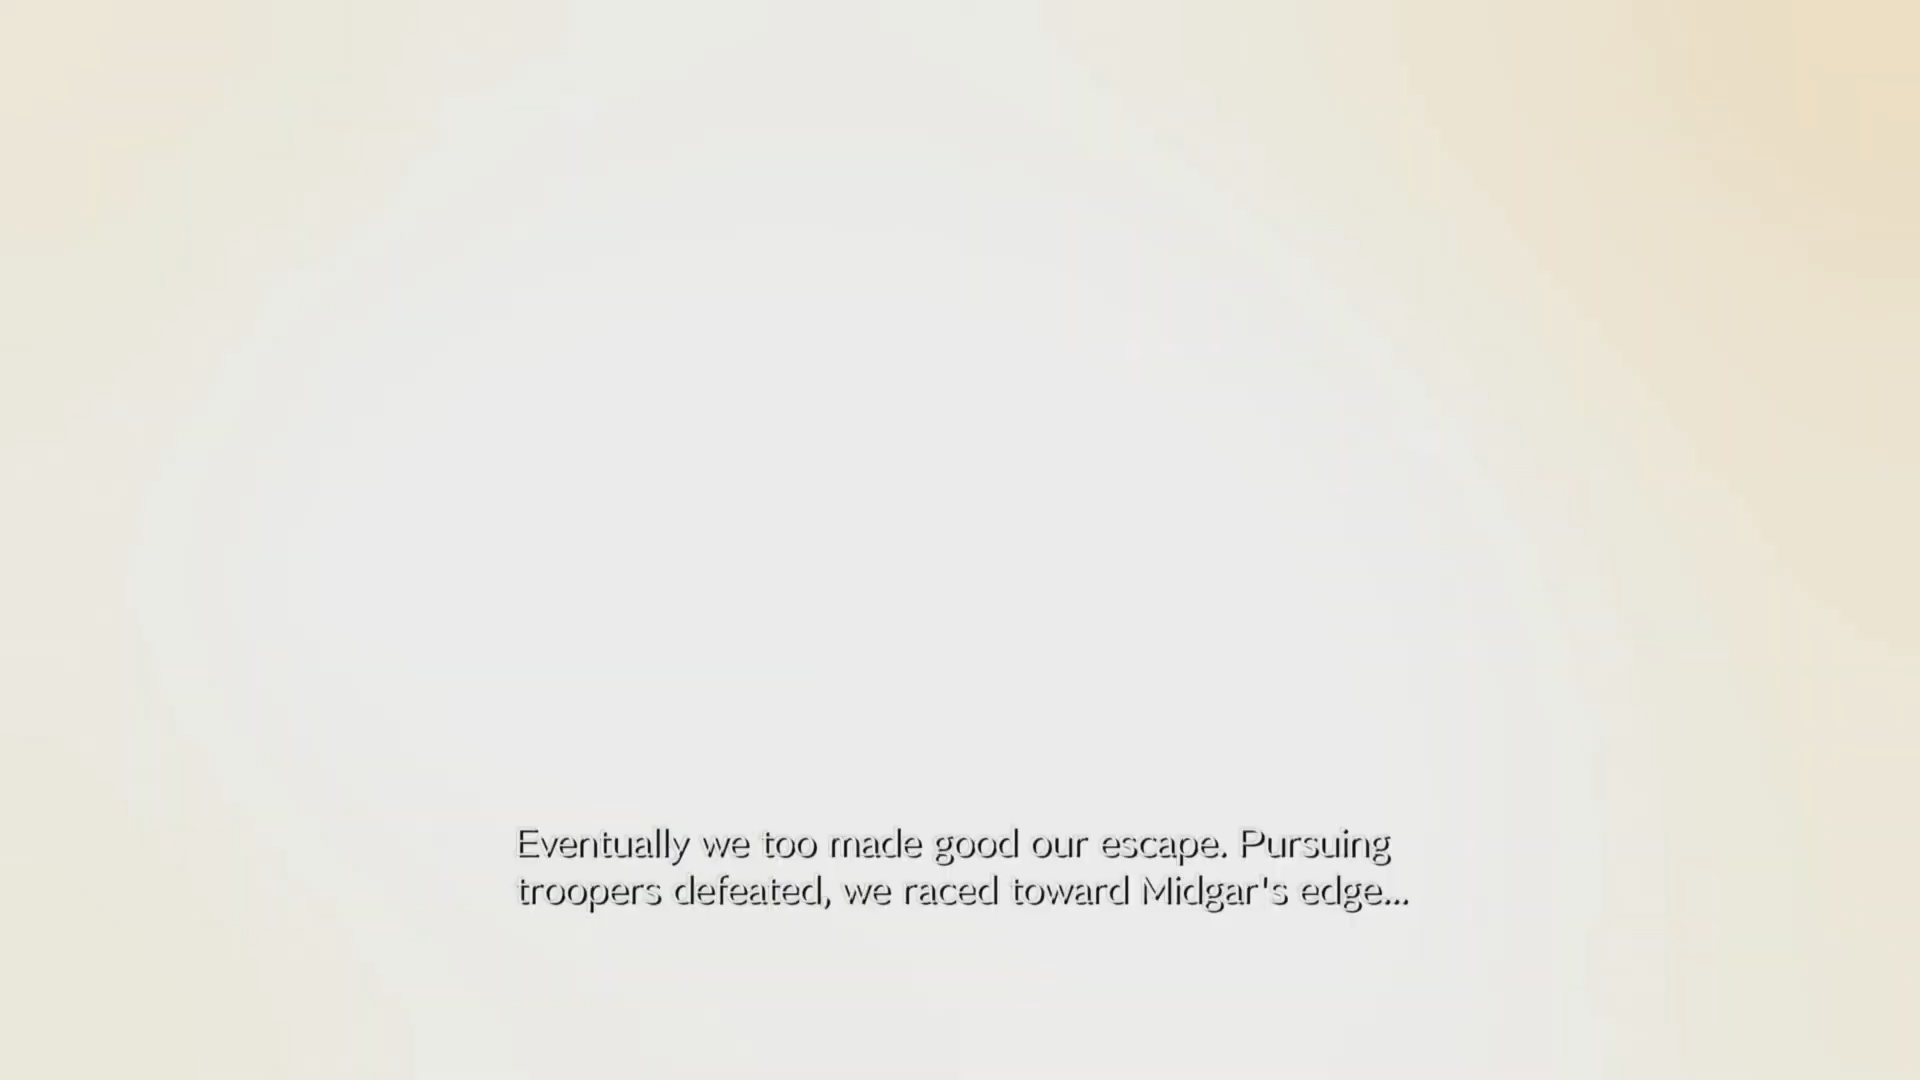 Eventually we too made good our escape. Pursuing
troopers defeated, we raced toward Midgar's edge...